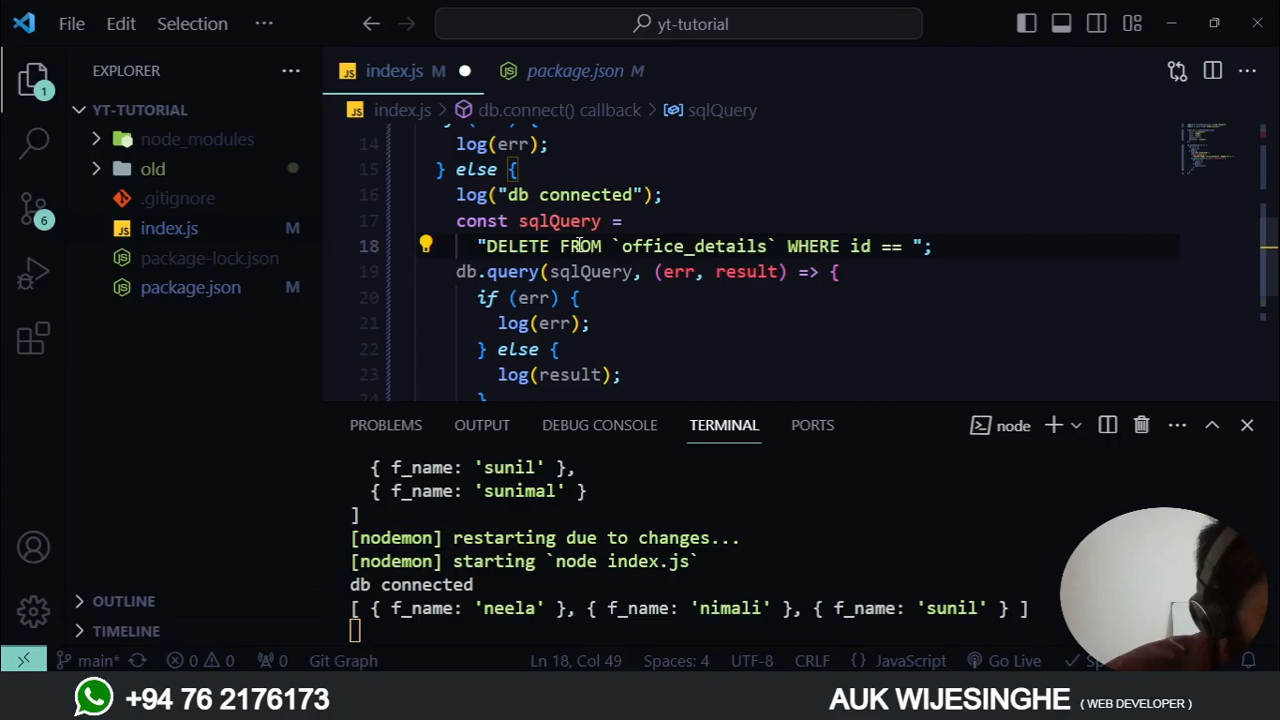 File Edit Selection ··· yt-tutorial
EXPLORER ···
index.js M
package.json M
YT-TUTORIAL
index.js > db.connect() callback > sqlQuery
node_modules
old
.gitignore
index.js M
package-lock.json
package.json M
1
6
14 log(err);
15 } else {
16 log("db connected");
17 const sqlQuery =
18 "DELETE FROM `office_details` WHERE id == ";
19 db.query(sqlQuery, (err, result) => {
20 if (err) {
21 log(err);
22 } else {
23 log(result);
24 }
PROBLEMS OUTPUT DEBUG CONSOLE TERMINAL PORTS node
{ f_name: 'sunil' },
{ f_name: 'sunimal' }
]
[nodemon] restarting due to changes...
[nodemon] starting `node index.js`
db connected
[ { f_name: 'neela' }, { f_name: 'nimali' }, { f_name: 'sunil' } ]
OUTLINE
TIMELINE
main* 0 0 0 Git Graph Ln 18, Col 49 Spaces: 4 UTF-8 CRLF {} JavaScript Go Live
+94 76 2176173 AUK WIJESINGHE ( WEB DEVELOPER )